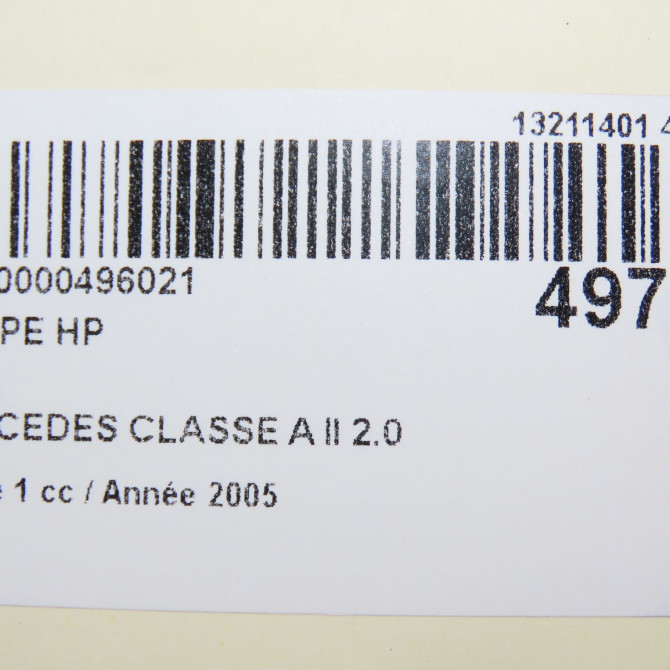 13211401 4
0000496021
497
PE HP
CEDES CLASSE A II 2.0
e 1 cc / Année 2005